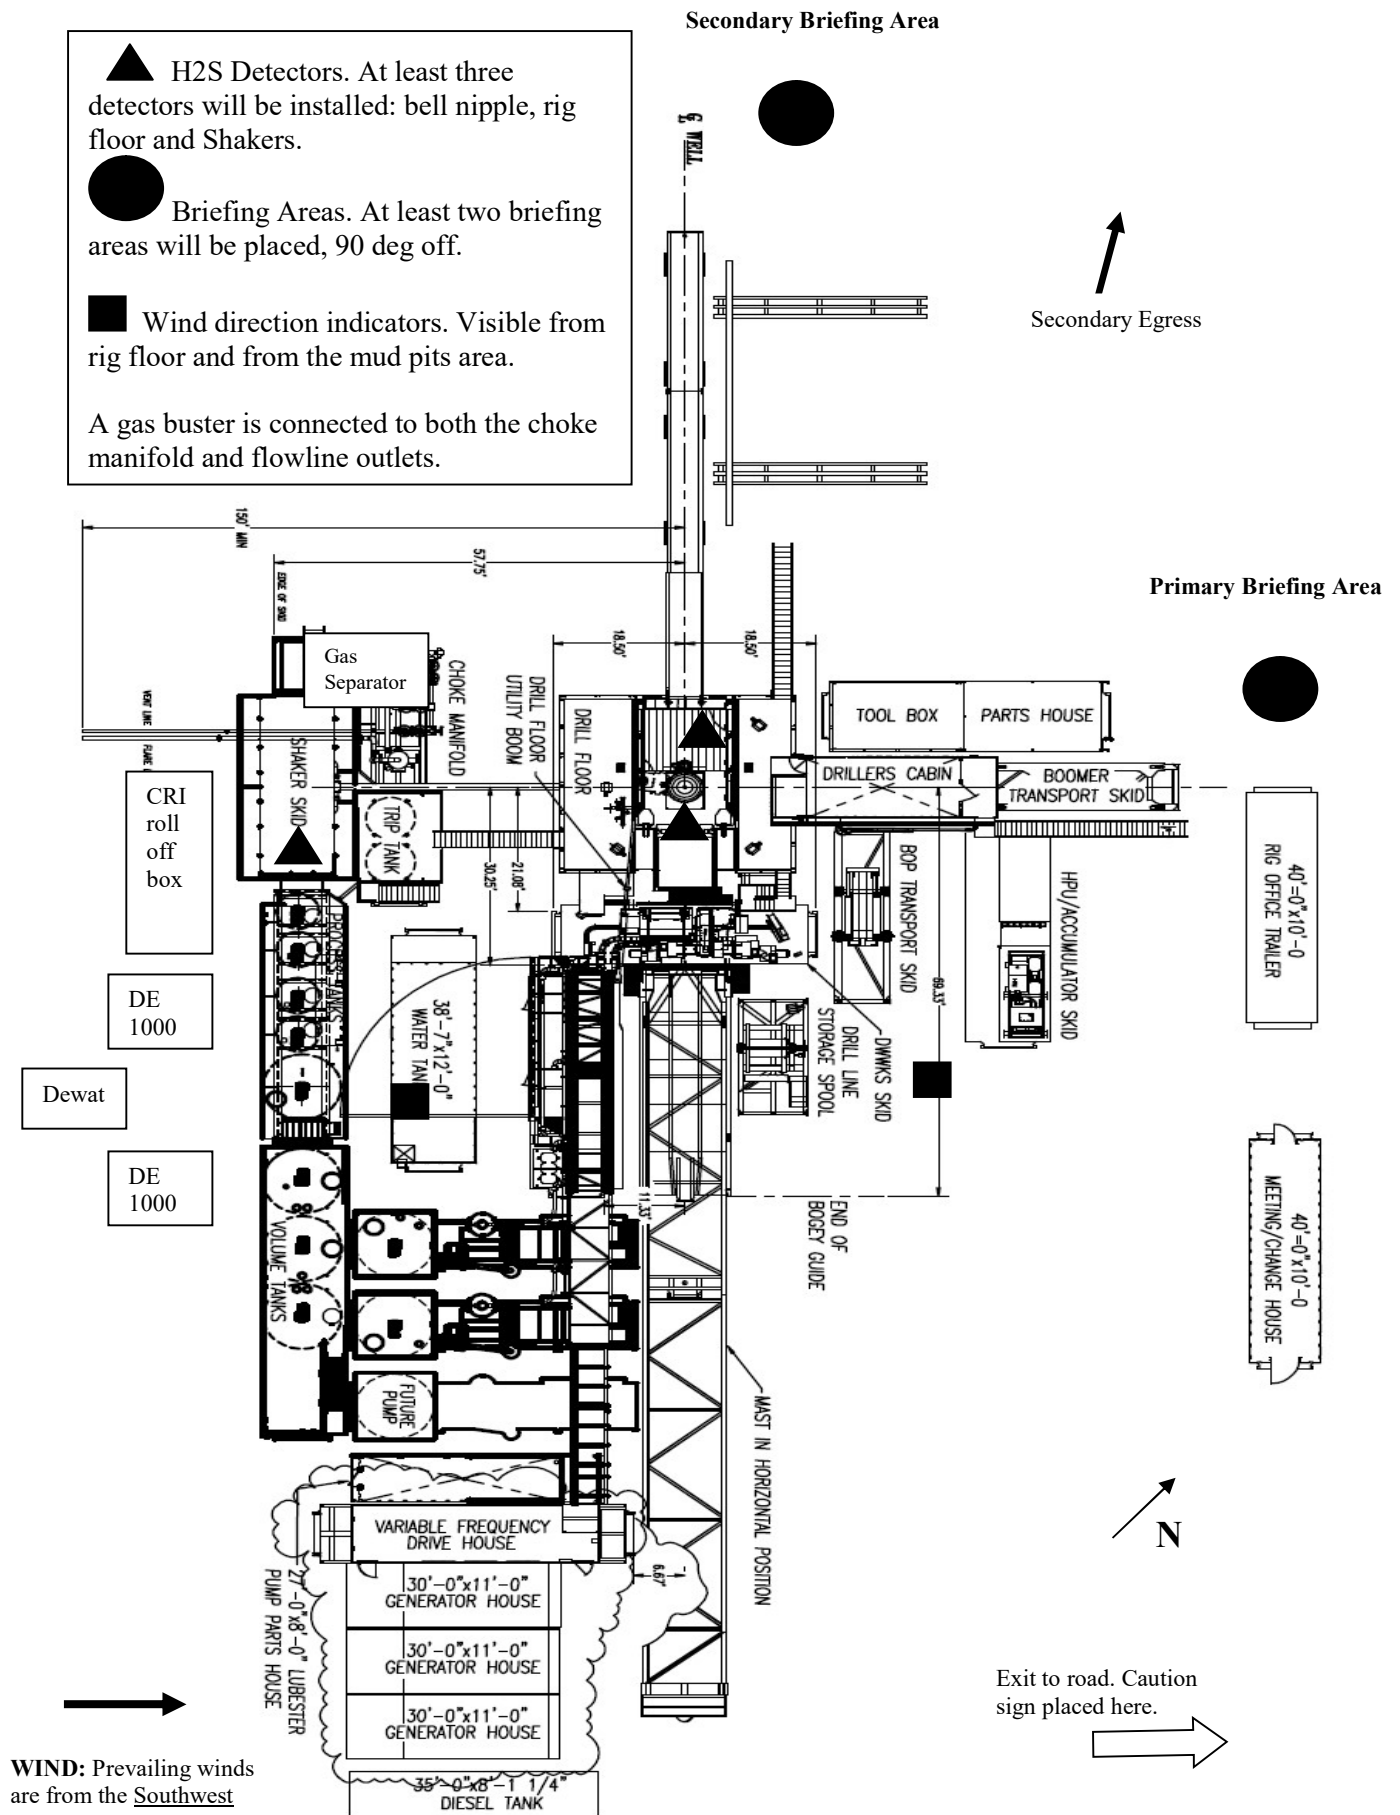 Secondary Briefing Area
H2S Detectors. At least three
detectors will be installed: bell nipple, rig
floor and Shakers.
Briefing Areas. At least two briefing
areas will be placed, 90 deg off.
Wind direction indicators. Visible from
rig floor and from the mud pits area.
A gas buster is connected to both the choke
manifold and flowline outlets.
WELL
Secondary Egress
150' MIN
57.75'
EDGE OF SKID
Primary Briefing Area
18.50'
18.50'
Gas
Separator
CHOKE MANIFOLD
DRILL FLOOR
UTILITY BOOM
DRILL FLOOR
TOOL BOX
PARTS HOUSE
VENT LINE
SHAKER SKID
DRILLERS CABIN
BOOMER
TRANSPORT SKID
CRI
roll
off
box
TRIP TANK
30.25'
21.08'
BOP TRANSPORT SKID
HPU/ACCUMULATOR SKID
40'=0"x10'-0
RIG OFFICE TRAILER
DE
1000
38'-7"x12'-0"
DRILL LINE
STORAGE SPOOL
DWWKS SKID
69.33'
Dewat
DE
1000
VOLUME TANKS
11.33'
END OF
BOGEY GUIDE
40'=0"x10'-0
MEETING/CHANGE HOUSE
FUTURE
PUMP
MAST IN HORIZONTAL POSITION
VARIABLE FREQUENCY
DRIVE HOUSE
6.67'
N
27'-0"x8'-0" LUBESTER
PUMP PARTS HOUSE
30'-0"x11'-0"
GENERATOR HOUSE
30'-0"x11'-0"
GENERATOR HOUSE
30'-0"x11'-0"
GENERATOR HOUSE
Exit to road. Caution
sign placed here.
WIND: Prevailing winds
are from the Southwest
35'-0"x8'-1 1/4"
DIESEL TANK